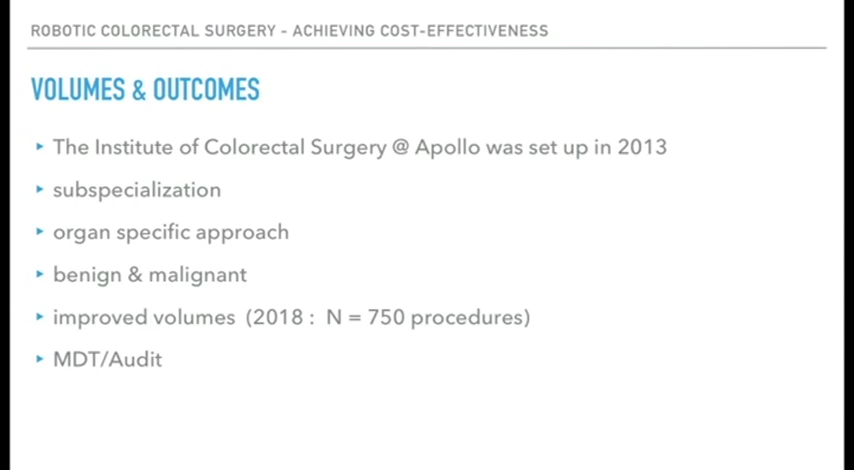 ROBOTIC COLORECTAL SURGERY - ACHIEVING COST-EFFECTIVENESS
VOLUMES & OUTCOMES
‣ The Institute of Colorectal Surgery @ Apollo was set up in 2013
‣ subspecialization
‣ organ specific approach
‣ benign & malignant
‣ improved volumes (2018 : N = 750 procedures)
‣ MDT/Audit